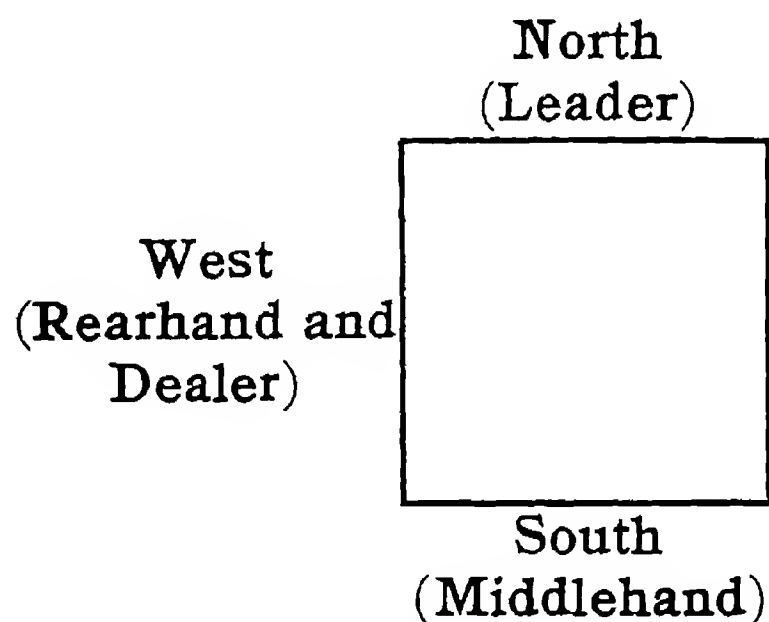 North
(Leader)
West
(Rearhand and
Dealer)
South
(Middlehand)